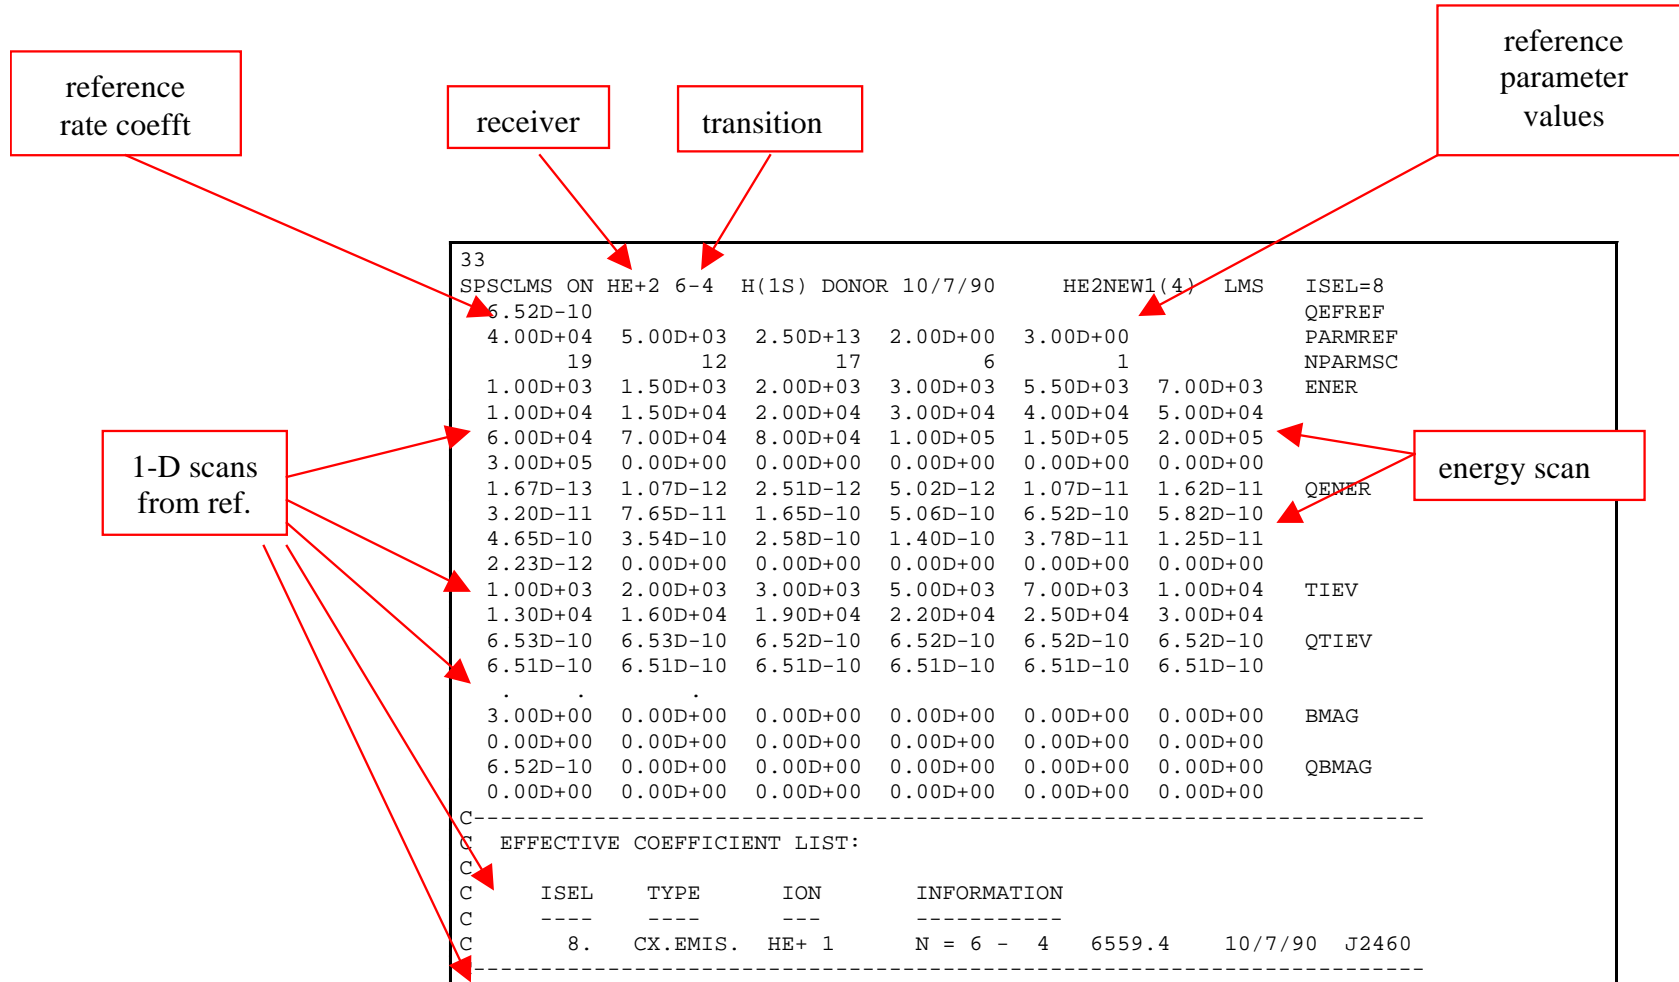 reference
rate coefft
receiver
transition
reference
parameter
values
33
SPSCLMS ON HE+2 6-4  H(1S) DONOR 10/7/90     HE2NEW1(4)  LMS   ISEL=8
6.52D-10                                                       QEFREF
4.00D+04  5.00D+03  2.50D+13  2.00D+00  3.00D+00             PARMREF
19        12        17         6         1             NPARMSC
1.00D+03  1.50D+03  2.00D+03  3.00D+03  5.50D+03  7.00D+03   ENER
1.00D+04  1.50D+04  2.00D+04  3.00D+04  4.00D+04  5.00D+04
6.00D+04  7.00D+04  8.00D+04  1.00D+05  1.50D+05  2.00D+05
3.00D+05  0.00D+00  0.00D+00  0.00D+00  0.00D+00  0.00D+00
1.67D-13  1.07D-12  2.51D-12  5.02D-12  1.07D-11  1.62D-11   QENER
3.20D-11  7.65D-11  1.65D-10  5.06D-10  6.52D-10  5.82D-10
4.65D-10  3.54D-10  2.58D-10  1.40D-10  3.78D-11  1.25D-11
2.23D-12  0.00D+00  0.00D+00  0.00D+00  0.00D+00  0.00D+00
1.00D+03  2.00D+03  3.00D+03  5.00D+03  7.00D+03  1.00D+04   TIEV
1.30D+04  1.60D+04  1.90D+04  2.20D+04  2.50D+04  3.00D+04
6.53D-10  6.53D-10  6.52D-10  6.52D-10  6.52D-10  6.52D-10   QTIEV
6.51D-10  6.51D-10  6.51D-10  6.51D-10  6.51D-10  6.51D-10
.     .        .
3.00D+00  0.00D+00  0.00D+00  0.00D+00  0.00D+00  0.00D+00   BMAG
0.00D+00  0.00D+00  0.00D+00  0.00D+00  0.00D+00  0.00D+00
6.52D-10  0.00D+00  0.00D+00  0.00D+00  0.00D+00  0.00D+00   QBMAG
0.00D+00  0.00D+00  0.00D+00  0.00D+00  0.00D+00  0.00D+00
C-----------------------------------------------------------------------
C  EFFECTIVE COEFFICIENT LIST:
C
C     ISEL    TYPE     ION       INFORMATION
C     ----    ----     ---       -----------
C       8.   CX.EMIS.  HE+ 1      N = 6 -  4   6559.4     10/7/90  J2460
-----------------------------------------------------------------------
1-D scans
from ref.
energy scan